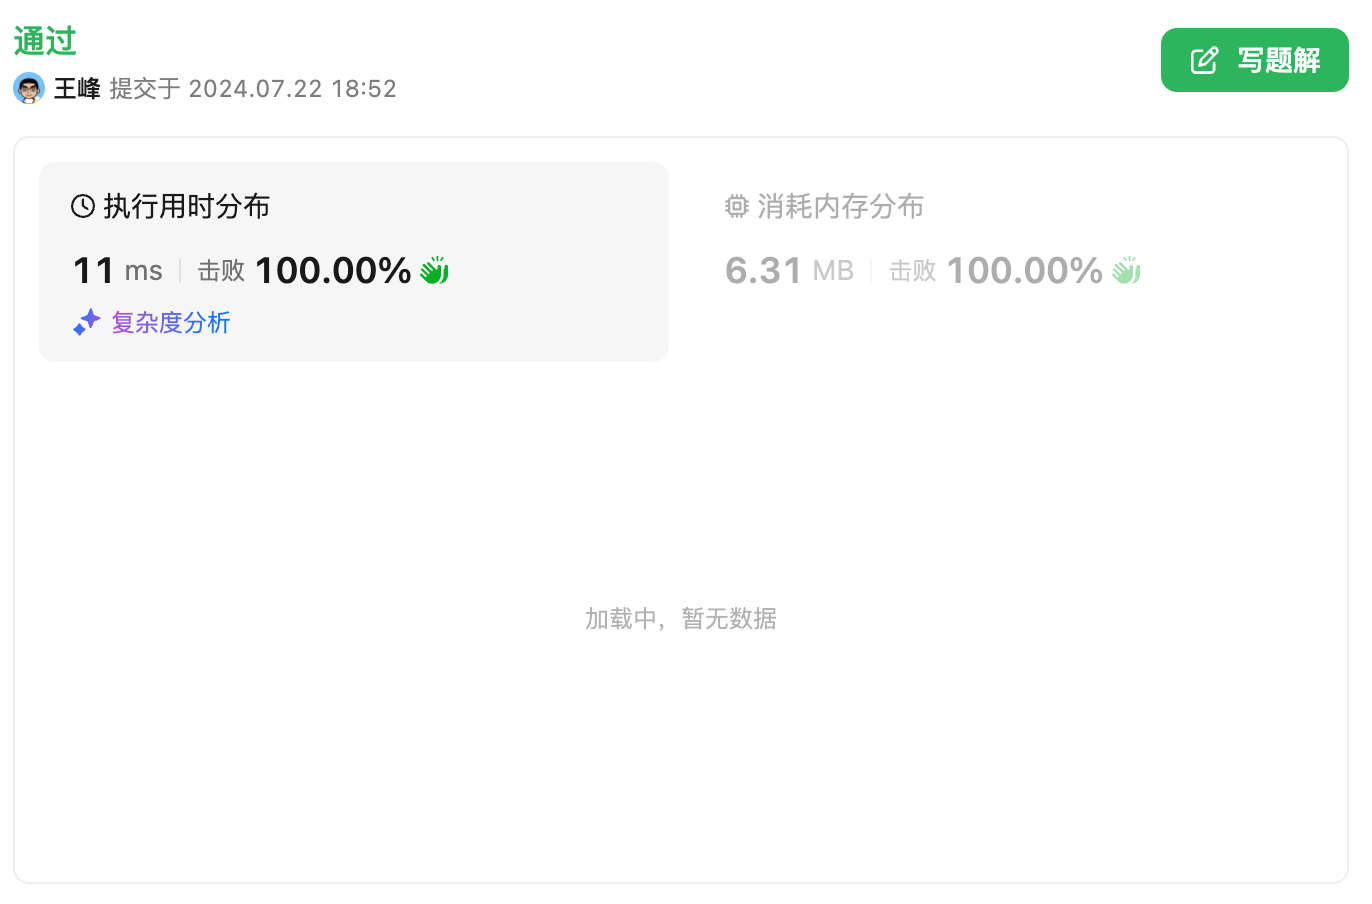 通过
王峰 提交于 2024.07.22 18:52
写题解
执行用时分布
11 ms 击败 100.00%
复杂度分析
消耗内存分布
6.31 MB 击败 100.00%
加载中，暂无数据